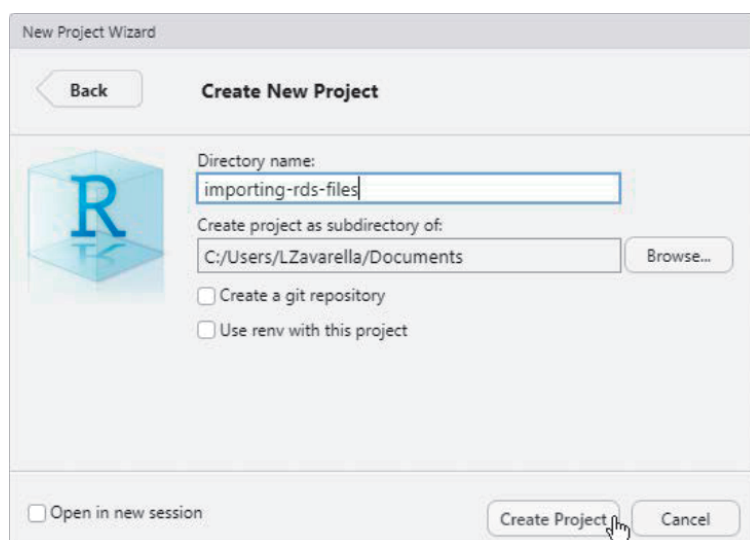 New Project Wizard
Back
Create New Project
R
Directory name:
importing-rds-files
Create project as subdirectory of:
C:/Users/LZavarella/Documents
Browse...
Create a git repository
Use renv with this project
Open in new session
Create Project
Cancel